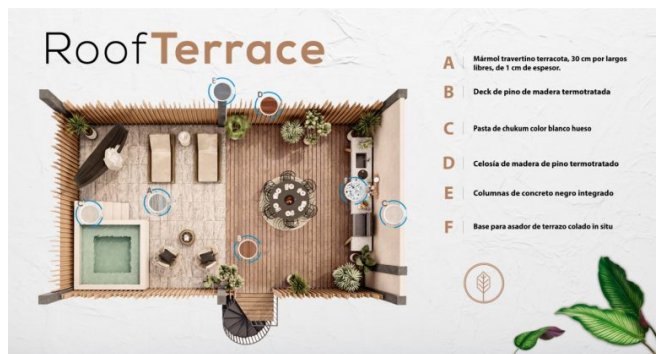 Roof Terrace
A Mármol travertino terracota, 30 cm por largos
libres, de 1 cm de espesor.
B Deck de pino de madera termotratada
C Pasta de chukum color blanco hueso
D Celosía de madera de pino termotratado
E Columnas de concreto negro integrado
F Base para asador de terrazo colado in situ
E
D
A
C
C